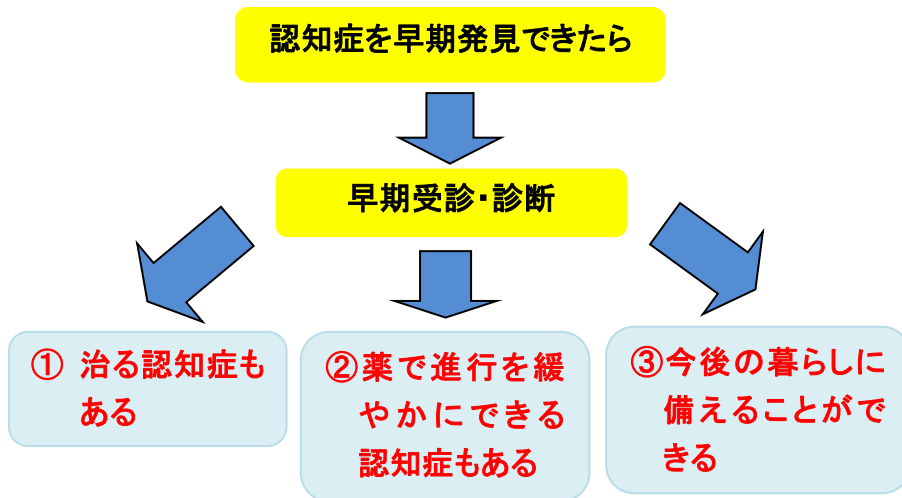 認知症を早期発見できたら
早期受診・診断
① 治る認知症も
ある
②薬で進行を緩
やかにできる
認知症もある
③今後の暮らしに
備えることがで
きる